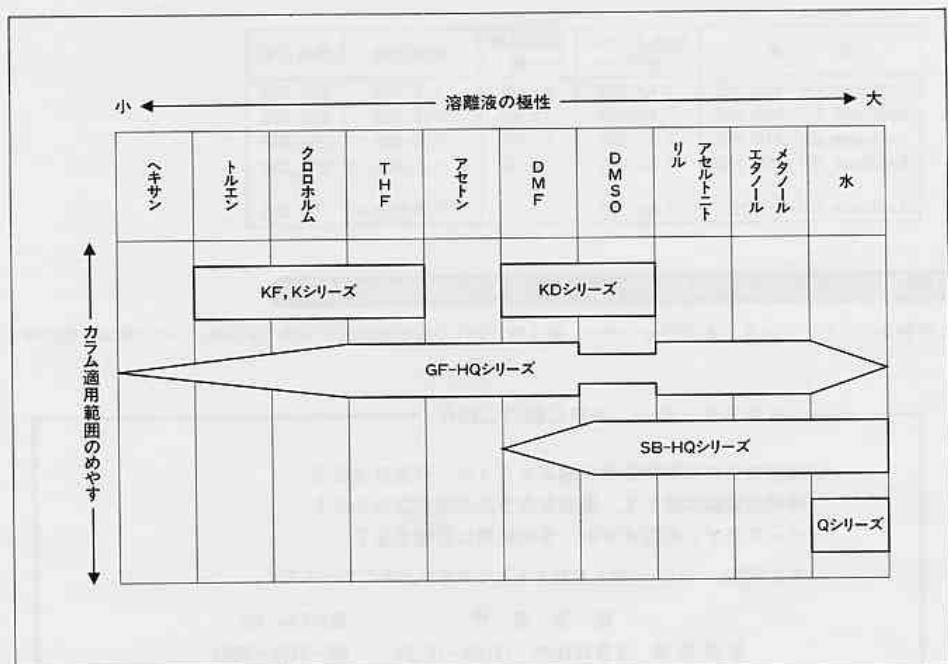 小 溶離液の極性 大
ヘキサン
トルエン
クロロホルム
THF
アセトン
DMF
DMSO
アセルトニト
リル
メタノール
エタノール
水
カラム適用範囲のめやす
KF, Kシリーズ
KDシリーズ
GF-HQシリーズ
SB-HQシリーズ
Qシリーズ